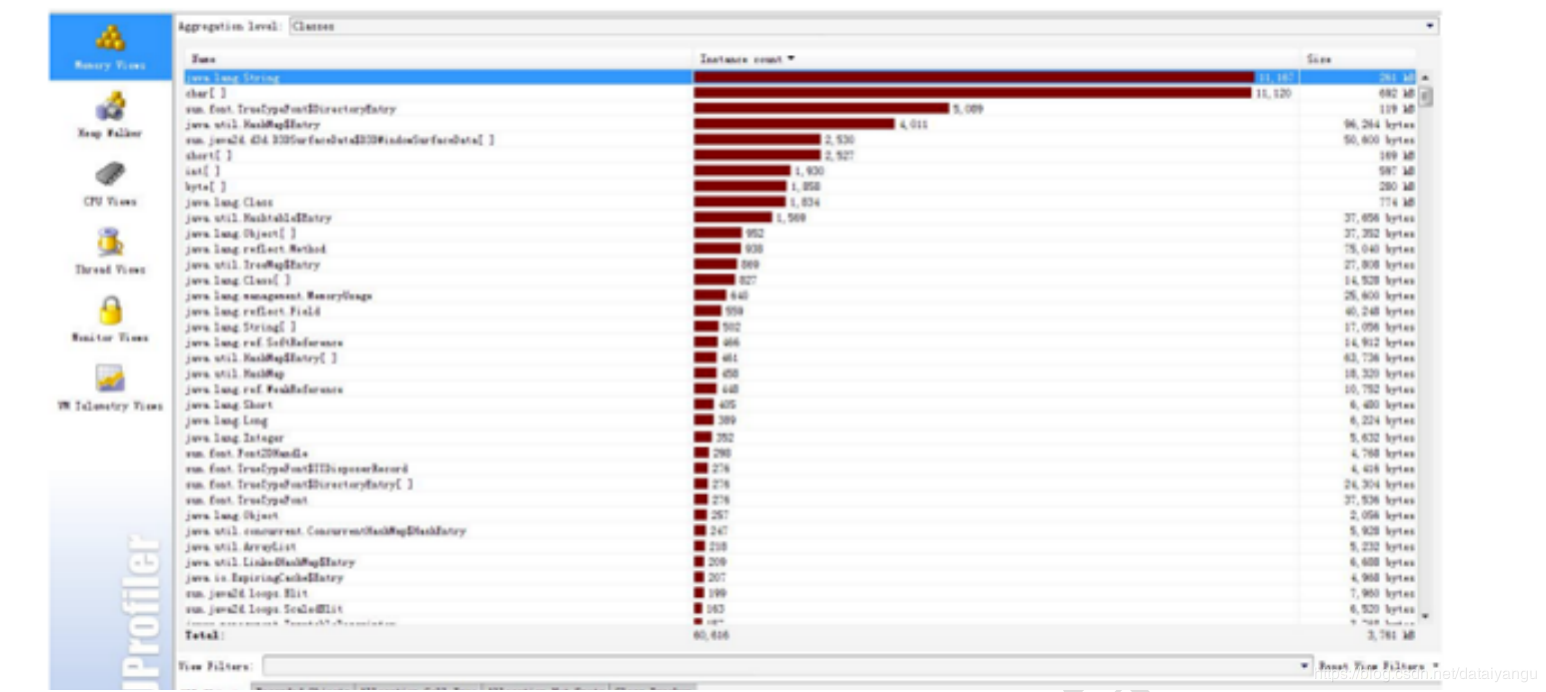 Aggregation level: Classes
Name Instance count Size
Memory Views
java.lang.String 11,167 261 kB
char[ ] 11,120 692 kB
sun.font.TrueTypeFont$DirectoryEntry 5,089 119 kB
Heap Walker
java.util.HashMap$Entry 4,011 96,264 bytes
sun.java2d.d3d.D3DSurfaceData$D3DWindowSurfaceData[ ] 2,530 50,600 bytes
short[ ] 2,527 169 kB
int[ ] 1,930 597 kB
byte[ ] 1,858 280 kB
CPU Views
java.lang.Class 1,834 774 kB
java.util.Hashtable$Entry 1,569 37,656 bytes
java.lang.Object[ ] 952 37,352 bytes
java.lang.reflect.Method 938 75,040 bytes
java.util.TreeMap$Entry 869 27,808 bytes
Thread Views
java.lang.Class[ ] 827 14,528 bytes
java.lang.management.MemoryUsage 640 25,600 bytes
java.lang.reflect.Field 559 40,248 bytes
java.lang.String[ ] 502 17,056 bytes
Monitor Views
java.lang.ref.SoftReference 466 14,912 bytes
java.util.HashMap$Entry[ ] 461 63,736 bytes
java.util.HashMap 458 18,320 bytes
java.lang.ref.WeakReference 448 10,752 bytes
java.lang.Short 405 6,480 bytes
VM Telemetry Views
java.lang.Long 389 6,224 bytes
java.lang.Integer 352 5,632 bytes
sun.font.Font2DHandle 298 4,768 bytes
sun.font.TrueTypeFont$TTDisposerRecord 276 4,416 bytes
sun.font.TrueTypeFont$DirectoryEntry[ ] 276 24,304 bytes
sun.font.TrueTypeFont 276 37,536 bytes
java.lang.Object 257 2,056 bytes
java.util.concurrent.ConcurrentHashMap$HashEntry 247 5,928 bytes
java.util.ArrayList 218 5,232 bytes
java.util.LinkedHashMap$Entry 209 6,688 bytes
java.io.ExpiringCache$Entry 207 4,968 bytes
sun.java2d.loops.Blit 199 7,960 bytes
sun.java2d.loops.ScaledBlit 163 6,520 bytes
Total: 60,616 3,761 kB
View Filters: Reset View Filters
Profiler
https://blog.csdn.net/dataiyangu